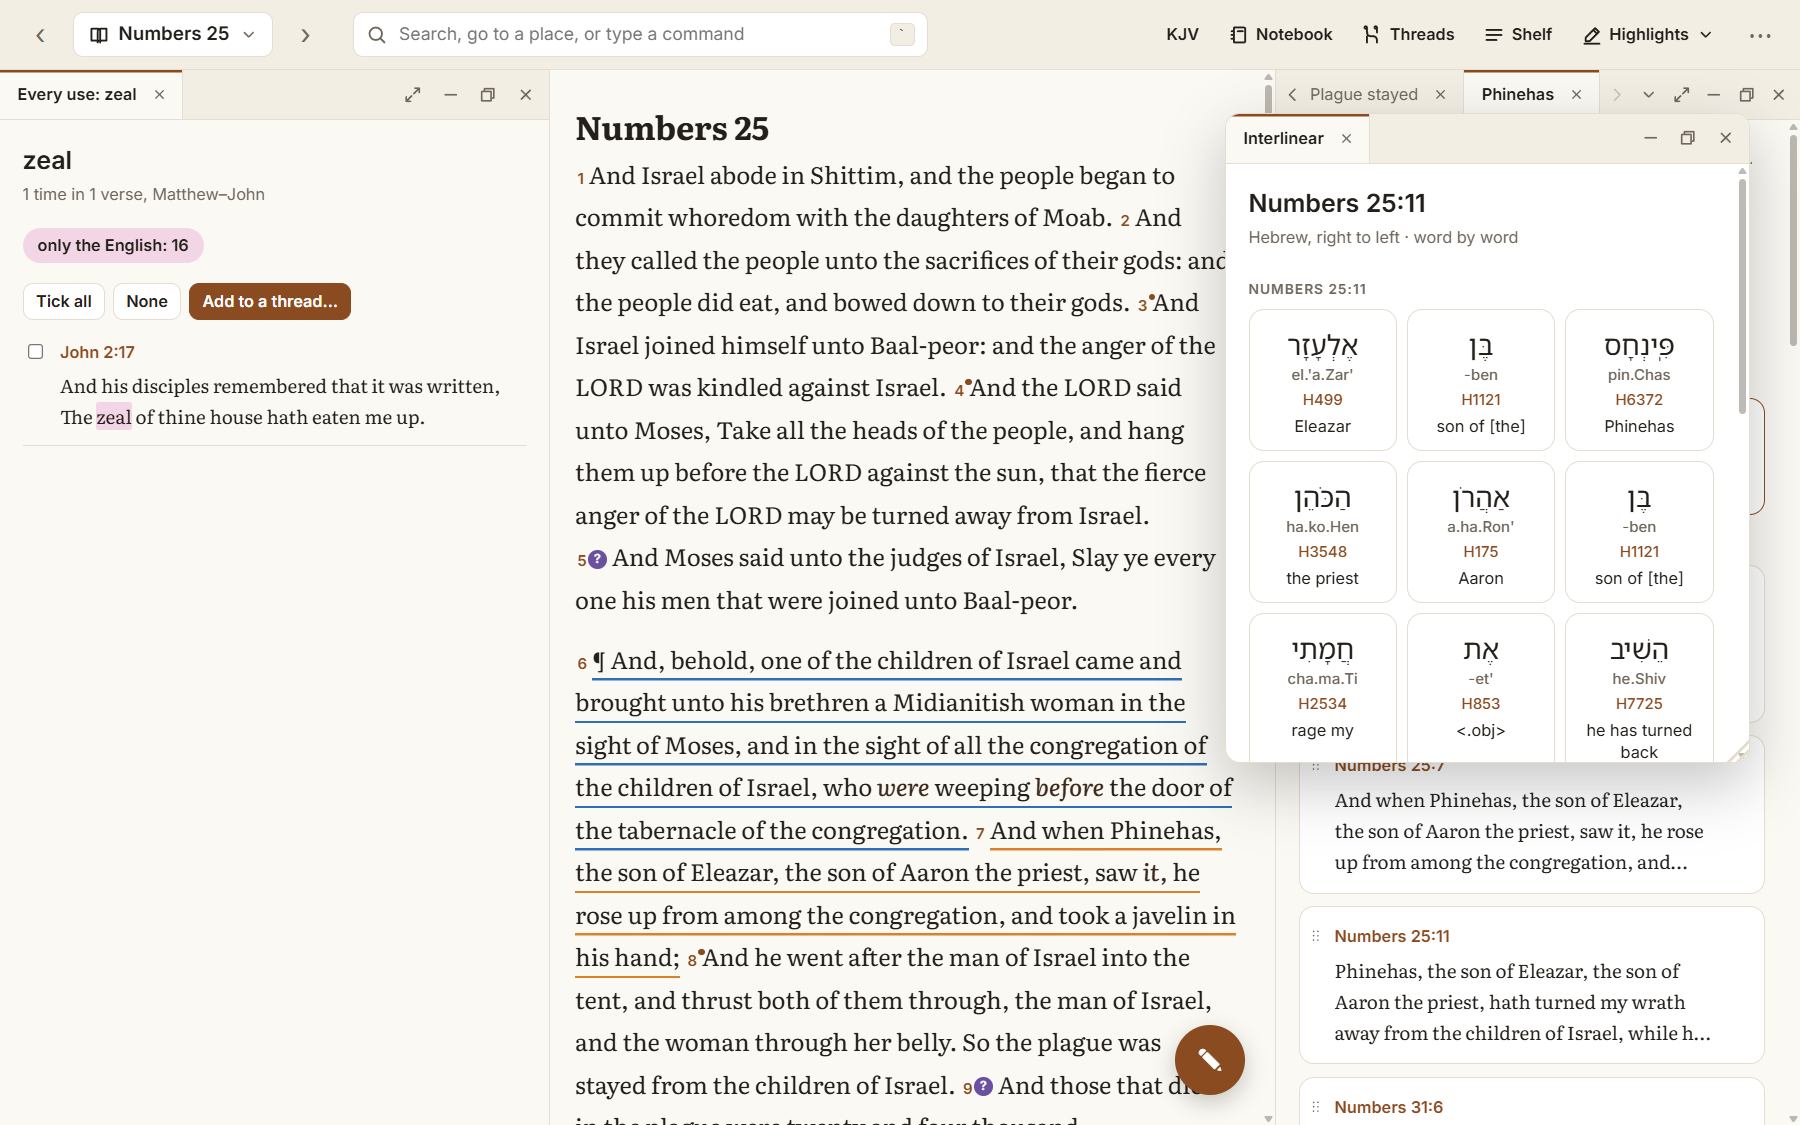 Numbers 25
Search, go to a place, or type a command
`
KJV
Notebook
Threads
Shelf
Highlights
Every use: zeal
zeal
1 time in 1 verse, Matthew–John
only the English: 16
Tick all
None
Add to a thread...
John 2:17
And his disciples remembered that it was written,
The zeal of thine house hath eaten me up.
Numbers 25
1 And Israel abode in Shittim, and the people began to
commit whoredom with the daughters of Moab. 2 And
they called the people unto the sacrifices of their gods: and
the people did eat, and bowed down to their gods. 3 And
Israel joined himself unto Baal-peor: and the anger of the
LORD was kindled against Israel. 4 And the LORD said
unto Moses, Take all the heads of the people, and hang
them up before the LORD against the sun, that the fierce
anger of the LORD may be turned away from Israel.
5 ? And Moses said unto the judges of Israel, Slay ye every
one his men that were joined unto Baal-peor.
6 ¶ And, behold, one of the children of Israel came and
brought unto his brethren a Midianitish woman in the
sight of Moses, and in the sight of all the congregation of
the children of Israel, who were weeping before the door of
the tabernacle of the congregation. 7 And when Phinehas,
the son of Eleazar, the son of Aaron the priest, saw it, he
rose up from among the congregation, and took a javelin in
his hand; 8 And he went after the man of Israel into the
tent, and thrust both of them through, the man of Israel,
and the woman through her belly. So the plague was
stayed from the children of Israel. 9 ? And those that
in the plague were twenty and four thousand.
Plague stayed
Phinehas
Interlinear
Numbers 25:11
Hebrew, right to left · word by word
NUMBERS 25:11
פִּינְחָס בֶּן אֶלְעָזָר
el.'a.Zar' -ben pin.Chas
H499 H1121 H6372
Eleazar son of [the] Phinehas
בֶּן אַהֲרֹן הַכֹּהֵן
ha.ko.Hen a.ha.Ron' -ben
H3548 H175 H1121
the priest Aaron son of [the]
הֵשִׁיב אֶת חֲמָתִי
cha.ma.Ti -et' he.Shiv
H2534 H853 H7725
rage my <.obj> he has turned
back
Numbers 25:7
And when Phinehas, the son of Eleazar,
the son of Aaron the priest, saw it, he rose
up from among the congregation, and...
Numbers 25:11
Phinehas, the son of Eleazar, the son of
Aaron the priest, hath turned my wrath
away from the children of Israel, while h...
Numbers 31:6